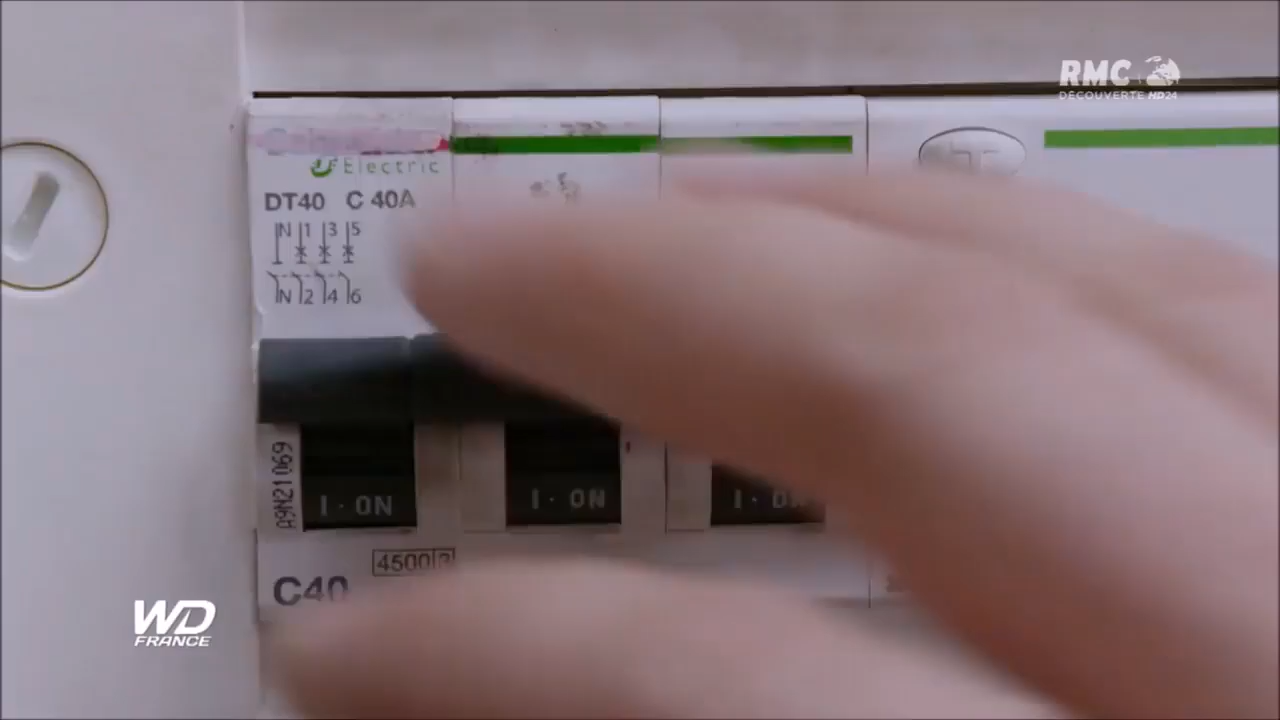 RMC
DÉCOUVERTE HD24
Electric
DT40 C 40A
N 1 3 5
N 2 4 6
A9N21069
I · ON
I · ON
4500 3
C40
WD
FRANCE